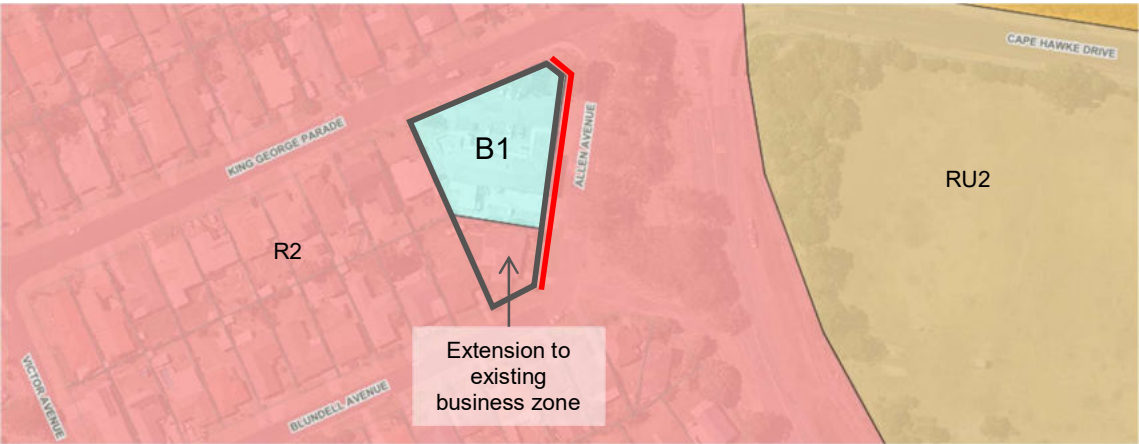 CAPE HAWKE DRIVE
KING GEORGE PARADE
B1
ALLEN AVENUE
RU2
R2
Extension to
existing
business zone
VICTOR AVENUE
BLUNDELL AVENUE